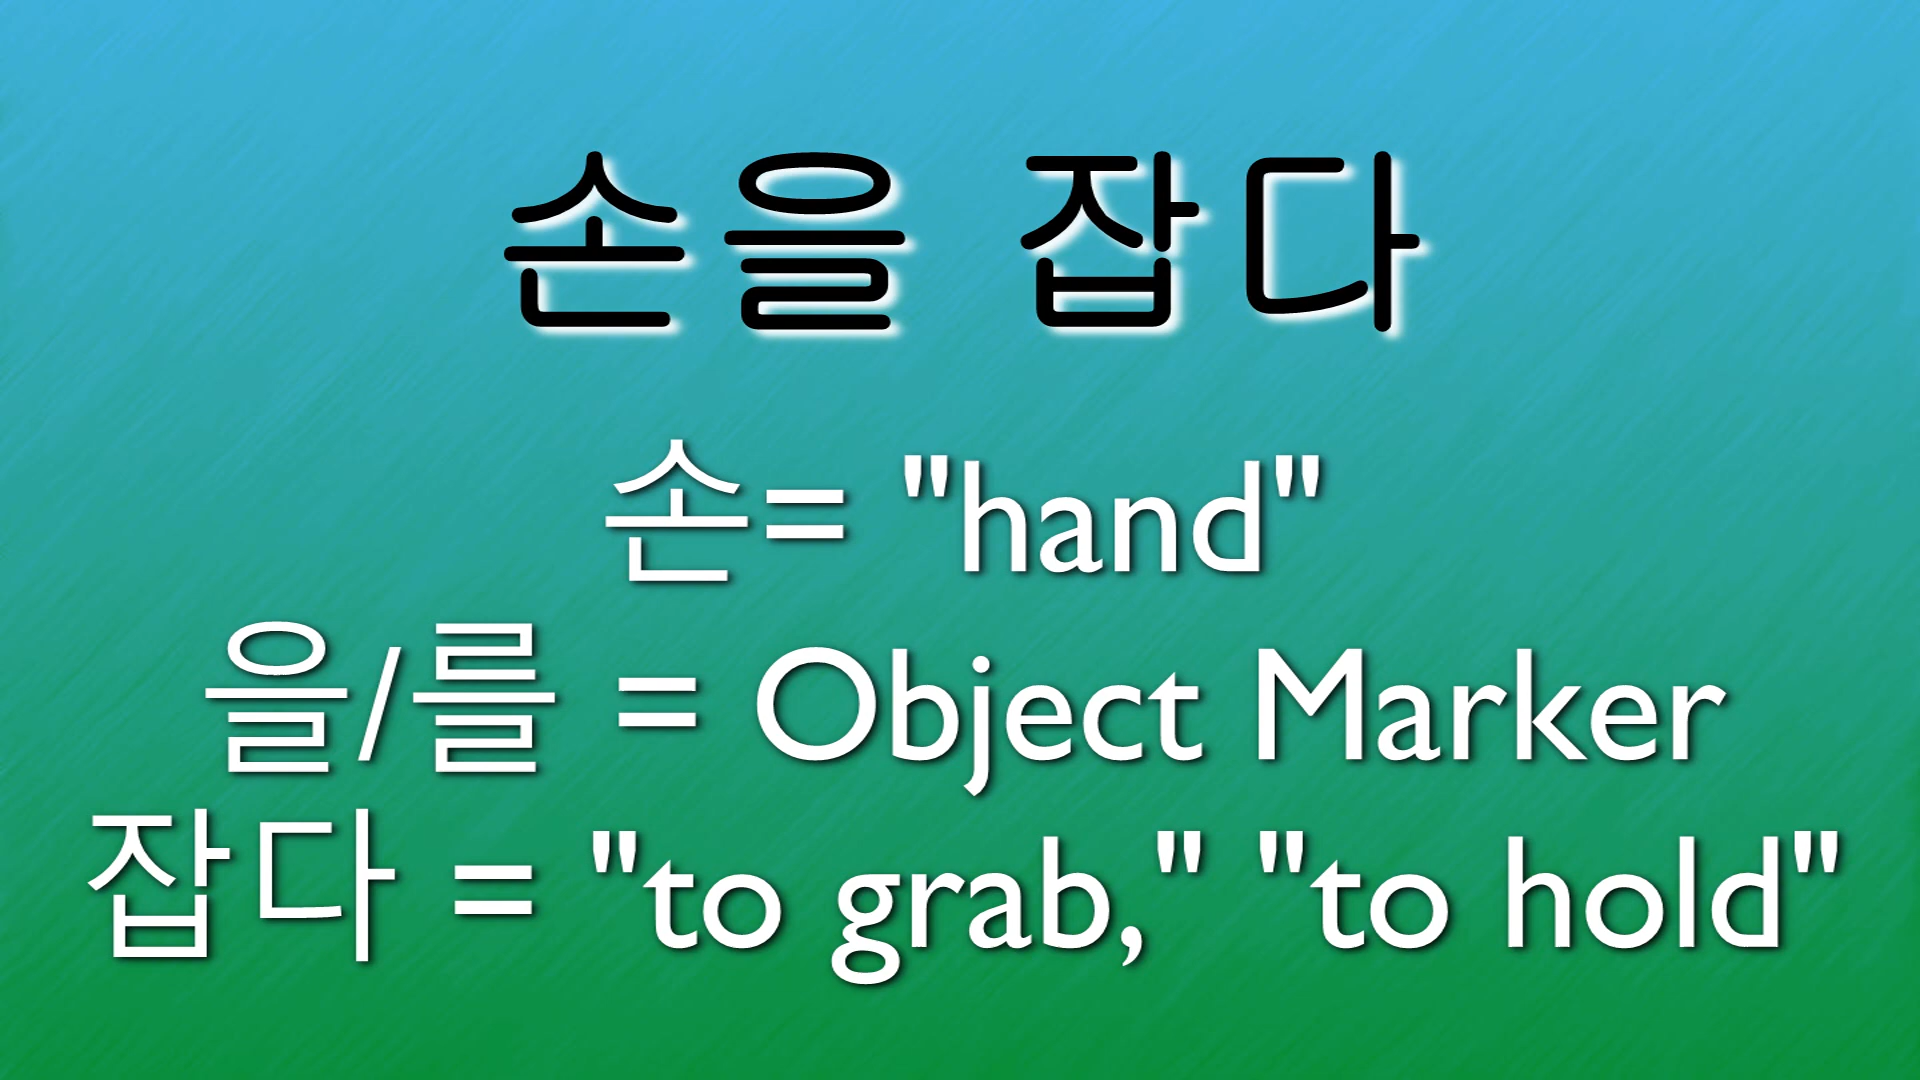 손을 잡다
손= "hand"
을/를 = Object Marker
잡다 = "to grab," "to hold"